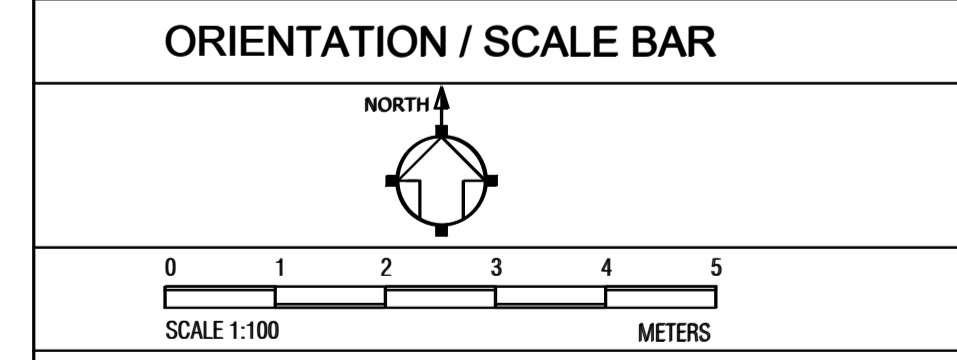 ORIENTATION / SCALE BAR
NORTH
0 1 2 3 4 5
SCALE 1:100 METERS